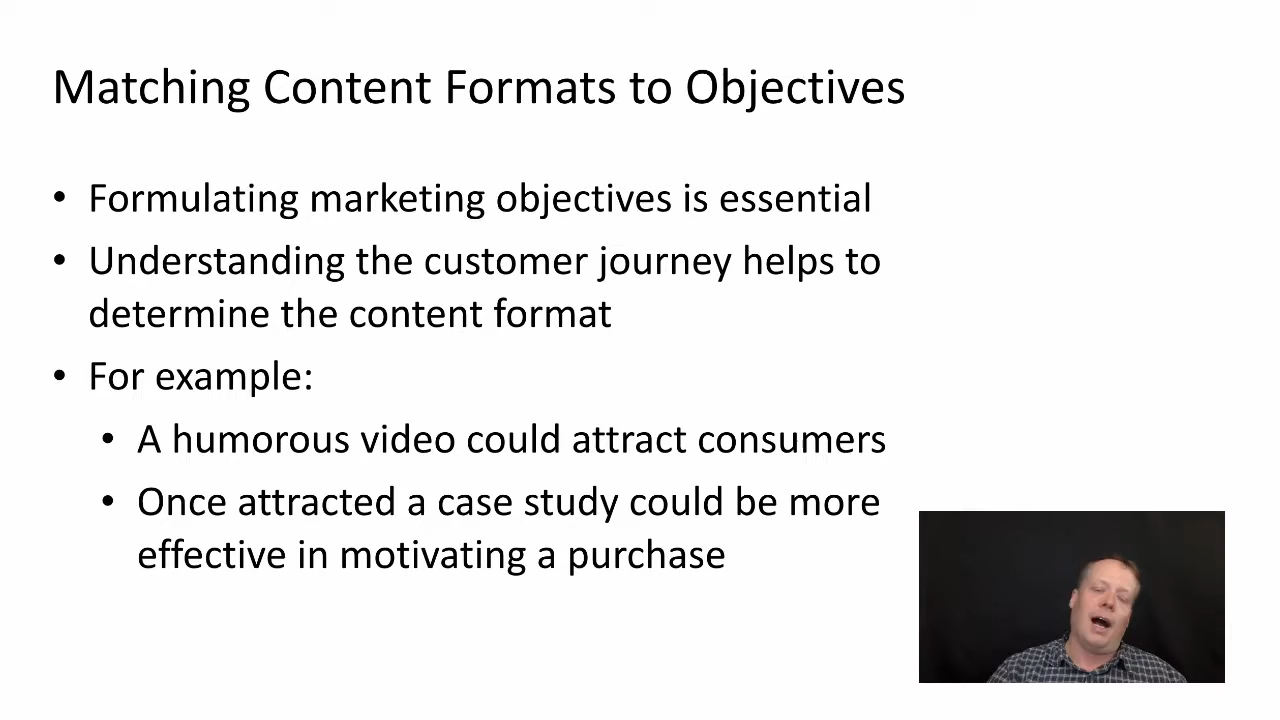 Matching Content Formats to Objectives
• Formulating marketing objectives is essential
• Understanding the customer journey helps to
determine the content format
• For example:
• A humorous video could attract consumers
• Once attracted a case study could be more
effective in motivating a purchase